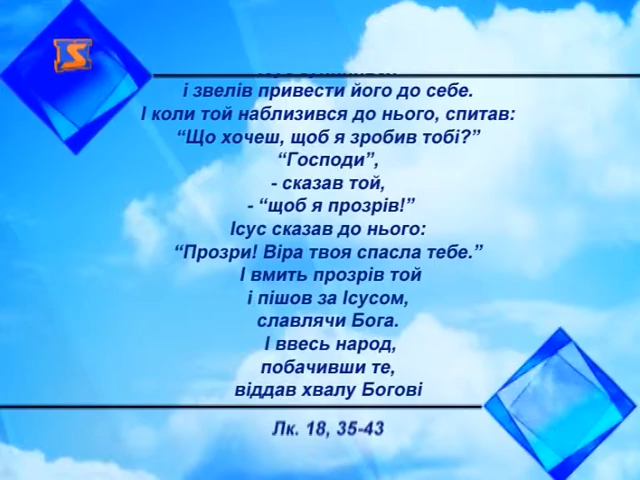 S
і звелів привести його до себе.
І коли той наблизився до нього, спитав:
“Що хочеш, щоб я зробив тобі?”
“Господи”,
- сказав той,
- “щоб я прозрів!”
Ісус сказав до нього:
“Прозри! Віра твоя спасла тебе.”
І вмить прозрів той
і пішов за Ісусом,
славлячи Бога.
І ввесь народ,
побачивши те,
віддав хвалу Богові
Лк. 18, 35-43